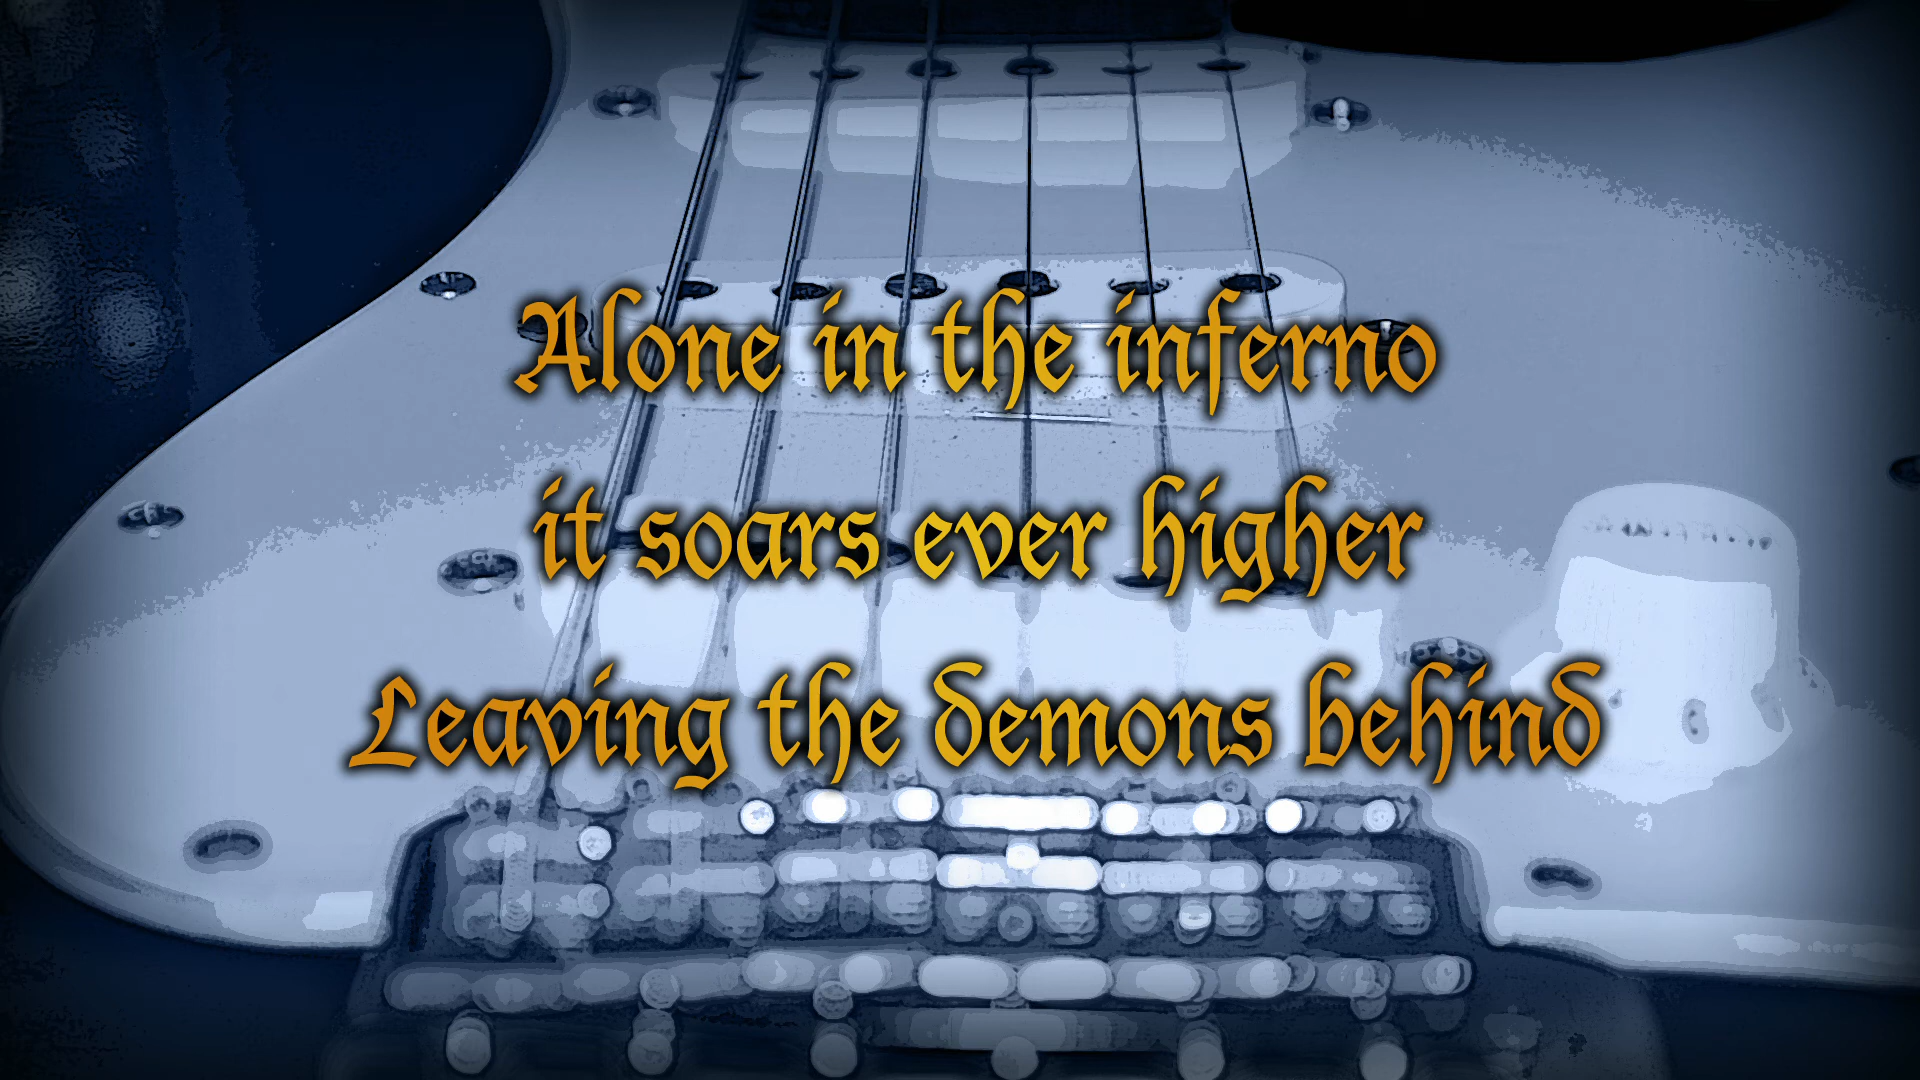 Alone in the inferno
it soars ever higher
Leaving the demons behind